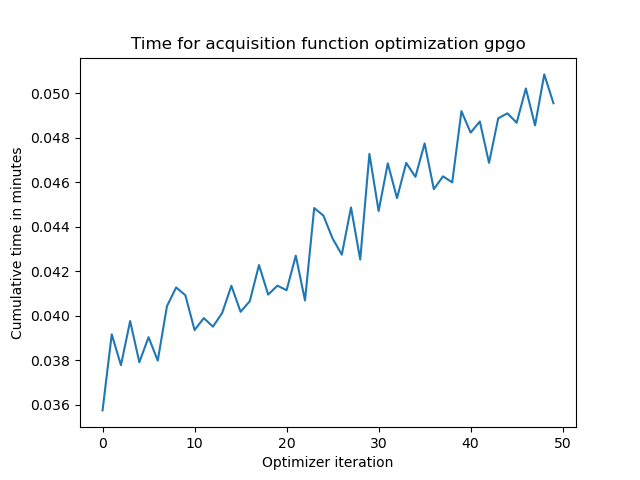 Time for acquisition function optimization gpgo
0.050
0.048
0.046
0.044
0.042
0.040
0.038
0.036
Cumulative time in minutes
0 10 20 30 40 50
Optimizer iteration